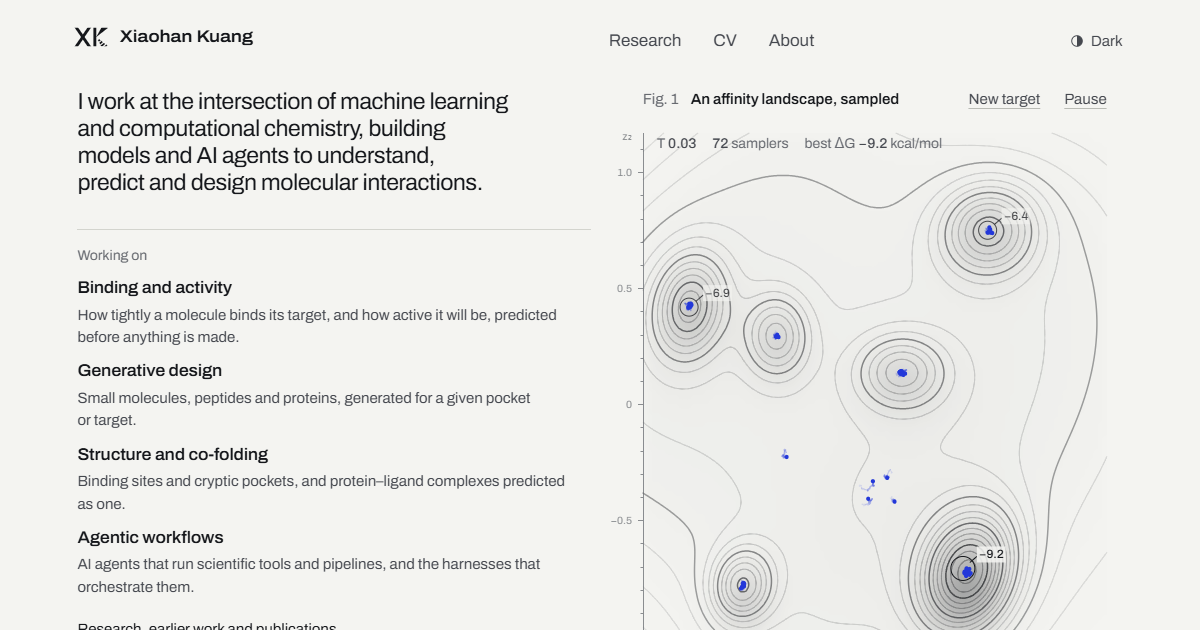 XK Xiaohan Kuang
Research CV About
Dark
I work at the intersection of machine learning
and computational chemistry, building
models and AI agents to understand,
predict and design molecular interactions.
Working on
Binding and activity
How tightly a molecule binds its target, and how active it will be, predicted
before anything is made.
Generative design
Small molecules, peptides and proteins, generated for a given pocket
or target.
Structure and co-folding
Binding sites and cryptic pockets, and protein–ligand complexes predicted
as one.
Agentic workflows
AI agents that run scientific tools and pipelines, and the harnesses that
orchestrate them.
Research, earlier work and publications
Fig. 1 An affinity landscape, sampled
New target Pause
z₂
T 0.03 72 samplers best ΔG −9.2 kcal/mol
1.0
−6.4
0.5
−6.9
0
−0.5
−9.2